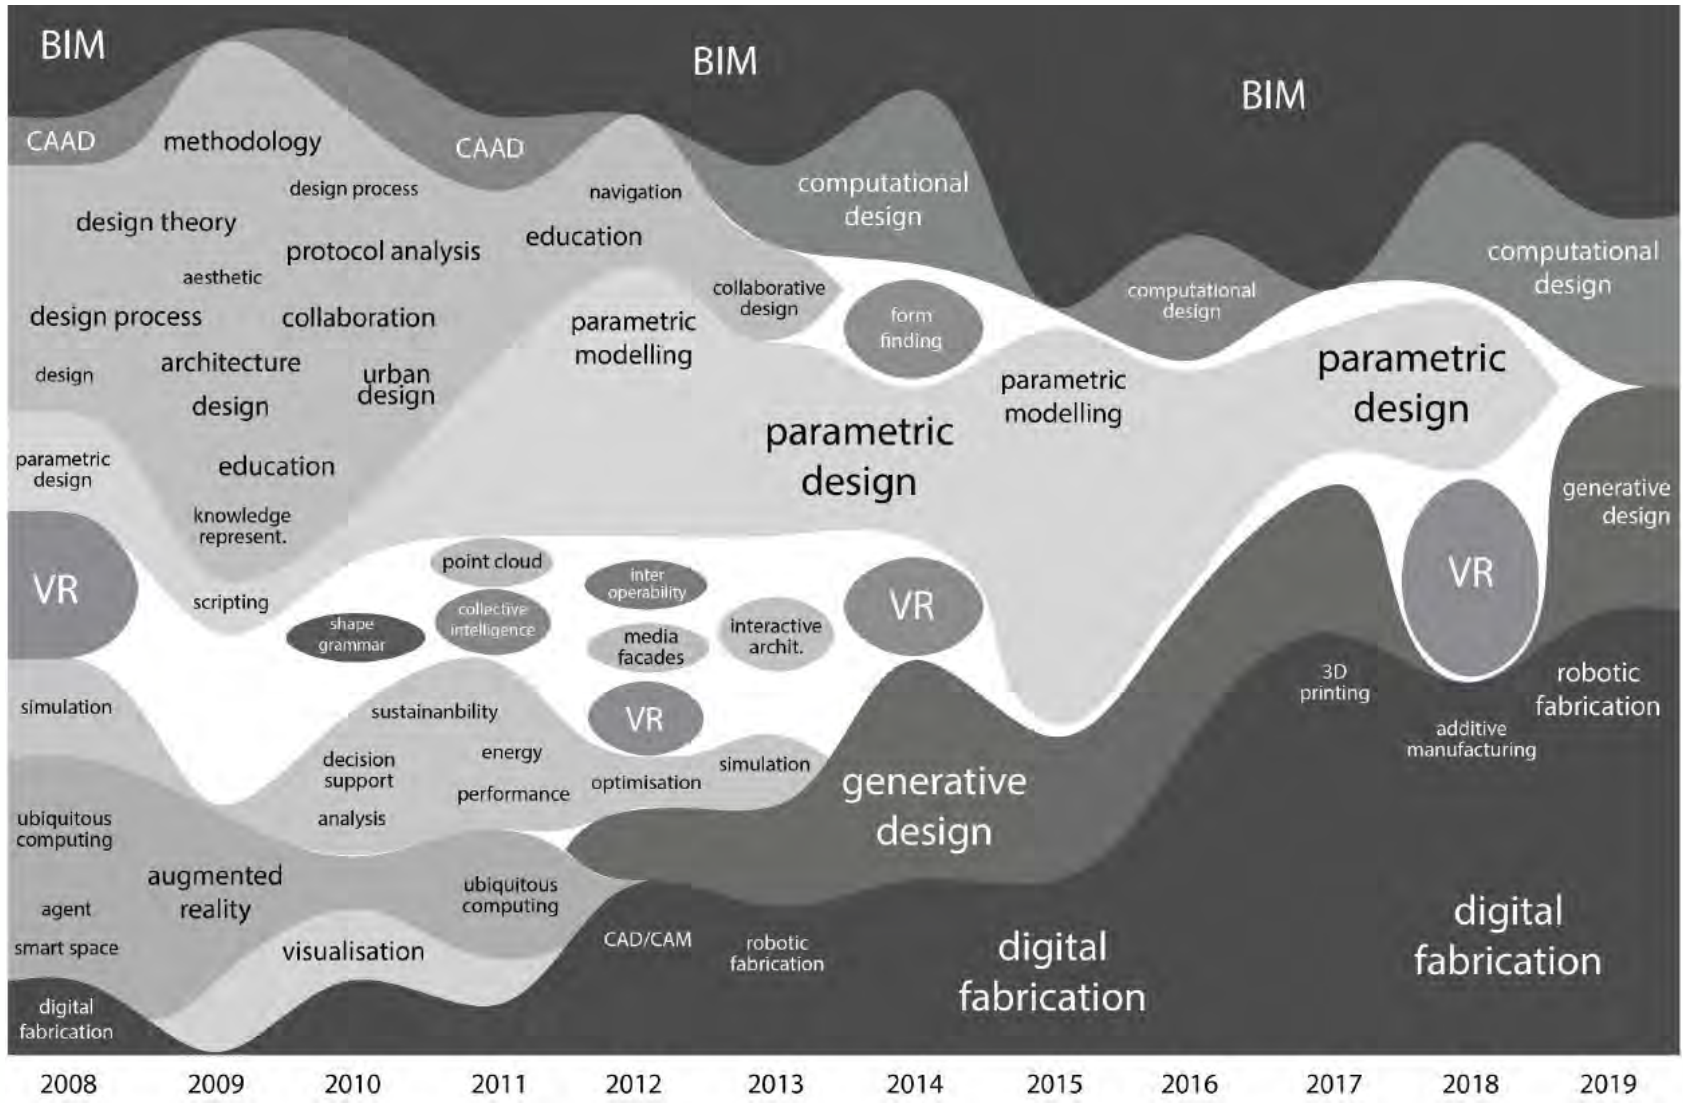 BIM
BIM
BIM
CAAD
methodology
CAAD
design process
navigation
computational
design
design theory
protocol analysis
education
aesthetic
collaborative
design
computational
design
computational
design
design process
collaboration
parametric
modelling
form
finding
design
architecture
design
urban
design
parametric
modelling
parametric
design
parametric
design
education
parametric
design
knowledge
represent.
generative
design
VR
scripting
point cloud
collective
intelligence
shape
grammar
inter
operability
media
facades
interactive
archit.
VR
VR
VR
simulation
sustainanbility
energy
decision
support
performance
analysis
optimisation
simulation
generative
design
3D
printing
additive
manufacturing
robotic
fabrication
ubiquitous
computing
augmented
reality
ubiquitous
computing
agent
smart space
visualisation
CAD/CAM
robotic
fabrication
digital
fabrication
digital
fabrication
digital
fabrication
2008 2009 2010 2011 2012 2013 2014 2015 2016 2017 2018 2019